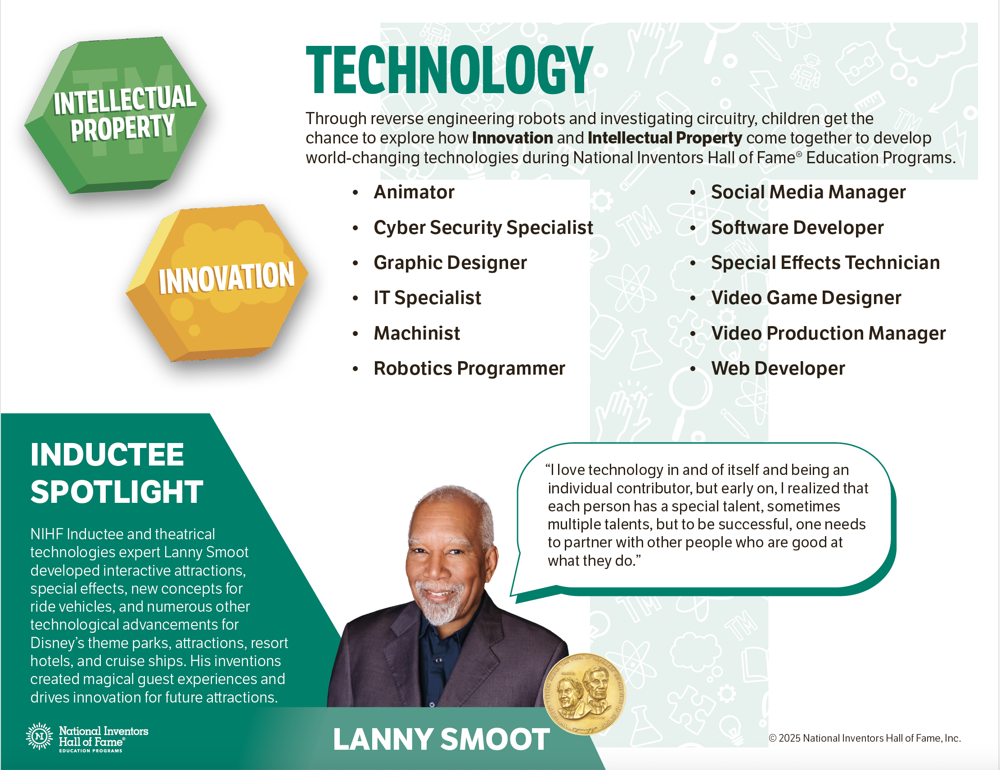 TM
INTELLECTUAL
PROPERTY
INNOVATION
TECHNOLOGY
Through reverse engineering robots and investigating circuitry, children get the
chance to explore how Innovation and Intellectual Property come together to develop
world-changing technologies during National Inventors Hall of Fame® Education Programs.
• Animator
• Cyber Security Specialist
• Graphic Designer
• IT Specialist
• Machinist
• Robotics Programmer
• Social Media Manager
• Software Developer
• Special Effects Technician
• Video Game Designer
• Video Production Manager
• Web Developer
TM
TM
TM
INDUCTEE
SPOTLIGHT
NIHF Inductee and theatrical
technologies expert Lanny Smoot
developed interactive attractions,
special effects, new concepts for
ride vehicles, and numerous other
technological advancements for
Disney’s theme parks, attractions, resort
hotels, and cruise ships. His inventions
created magical guest experiences and
drives innovation for future attractions.
“I love technology in and of itself and being an
individual contributor, but early on, I realized that
each person has a special talent, sometimes
multiple talents, but to be successful, one needs
to partner with other people who are good at
what they do.”
TM
TM
"THE PATENT SYSTEM ADDED THE FUEL OF INTEREST TO THE FIRE OF GENIUS"
LINCOLN
LANNY SMOOT
N
National Inventors
Hall of Fame®
EDUCATION PROGRAMS
© 2025 National Inventors Hall of Fame, Inc.